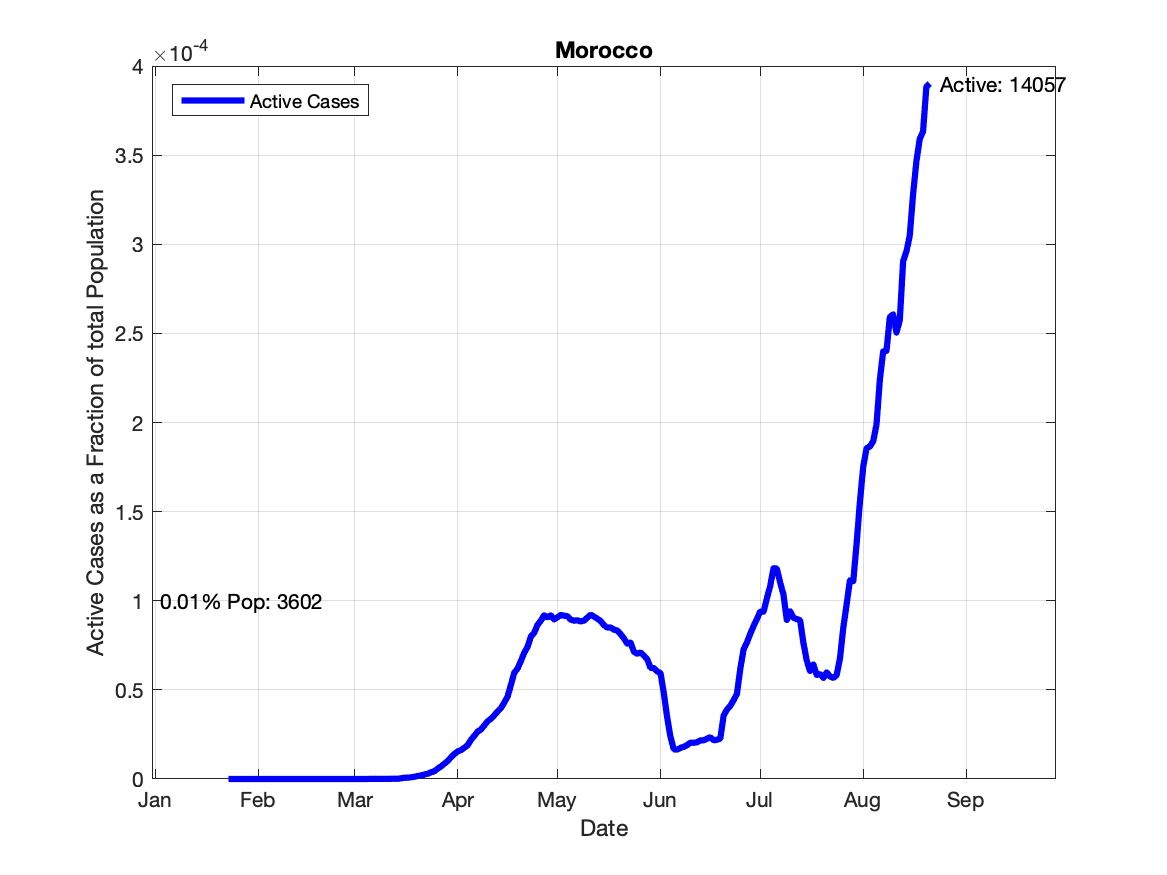 Morocco
×10-4
Active Cases
Active: 14057
0.01% Pop: 3602
Active Cases as a Fraction of total Population
4
3.5
3
2.5
2
1.5
1
0.5
0
Jan Feb Mar Apr May Jun Jul Aug Sep
Date